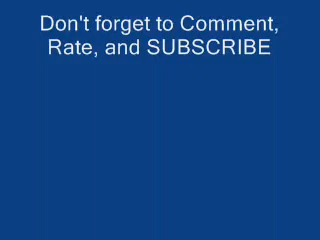 Don't forget to Comment,
Rate, and SUBSCRIBE